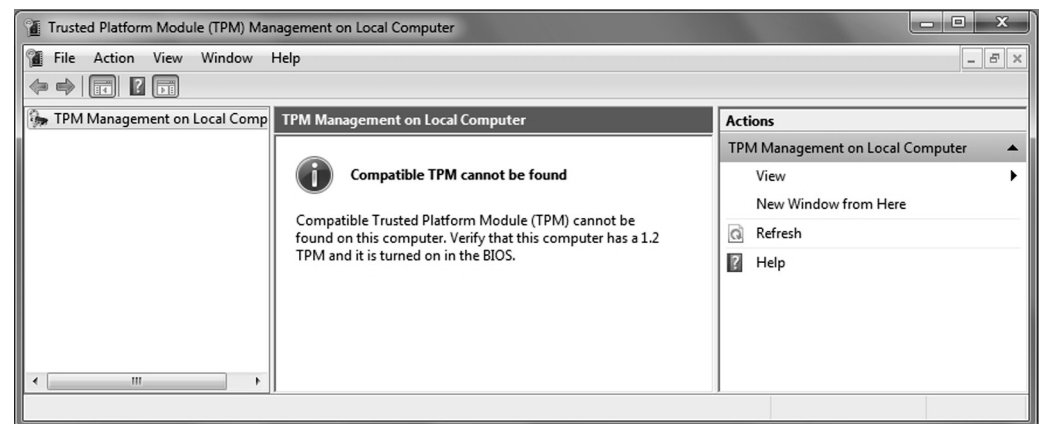 Trusted Platform Module (TPM) Management on Local Computer
File Action View Window Help
TPM Management on Local Comp
TPM Management on Local Computer
Compatible TPM cannot be found
Compatible Trusted Platform Module (TPM) cannot be
found on this computer. Verify that this computer has a 1.2
TPM and it is turned on in the BIOS.
Actions
TPM Management on Local Computer
View
New Window from Here
Refresh
Help